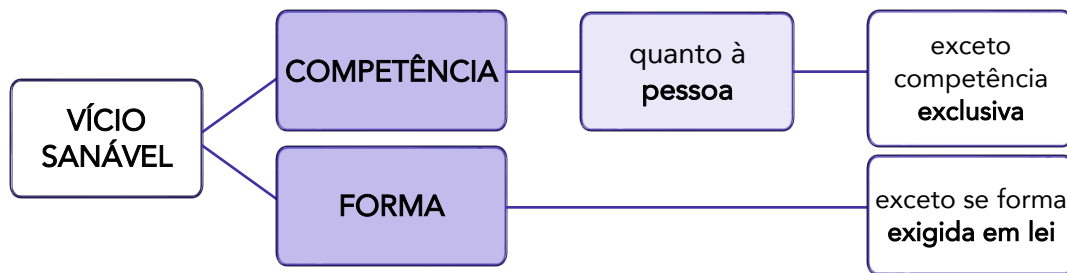 VÍCIO
SANÁVEL
COMPETÊNCIA
quanto à
pessoa
exceto
competência
exclusiva
FORMA
exceto se forma
exigida em lei